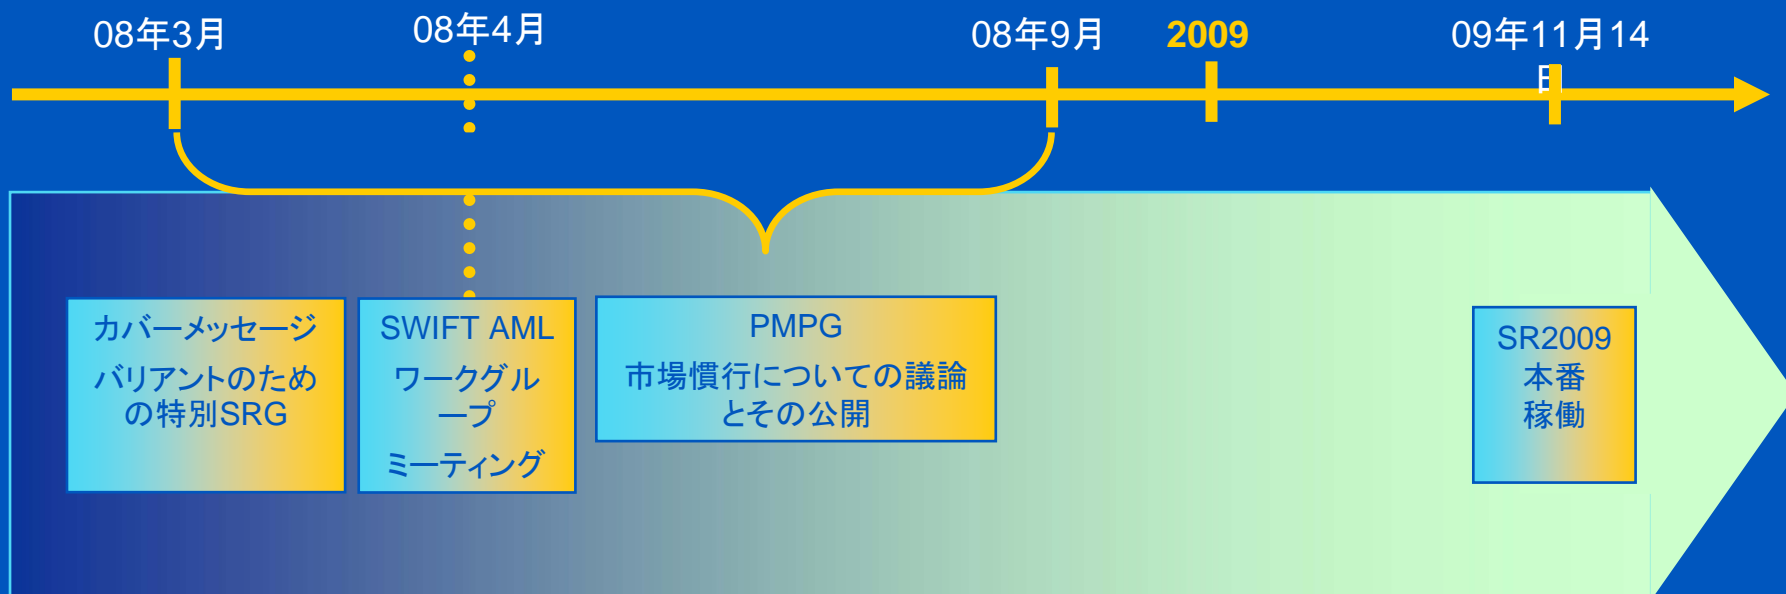 08年3月
08年4月
08年9月
2009
09年11月14
日
カバーメッセージ
バリアントのため
の特別SRG
SWIFT AML
ワークグル
ープ
ミーティング
PMPG
市場慣行についての議論
とその公開
SR2009
本番
稼働